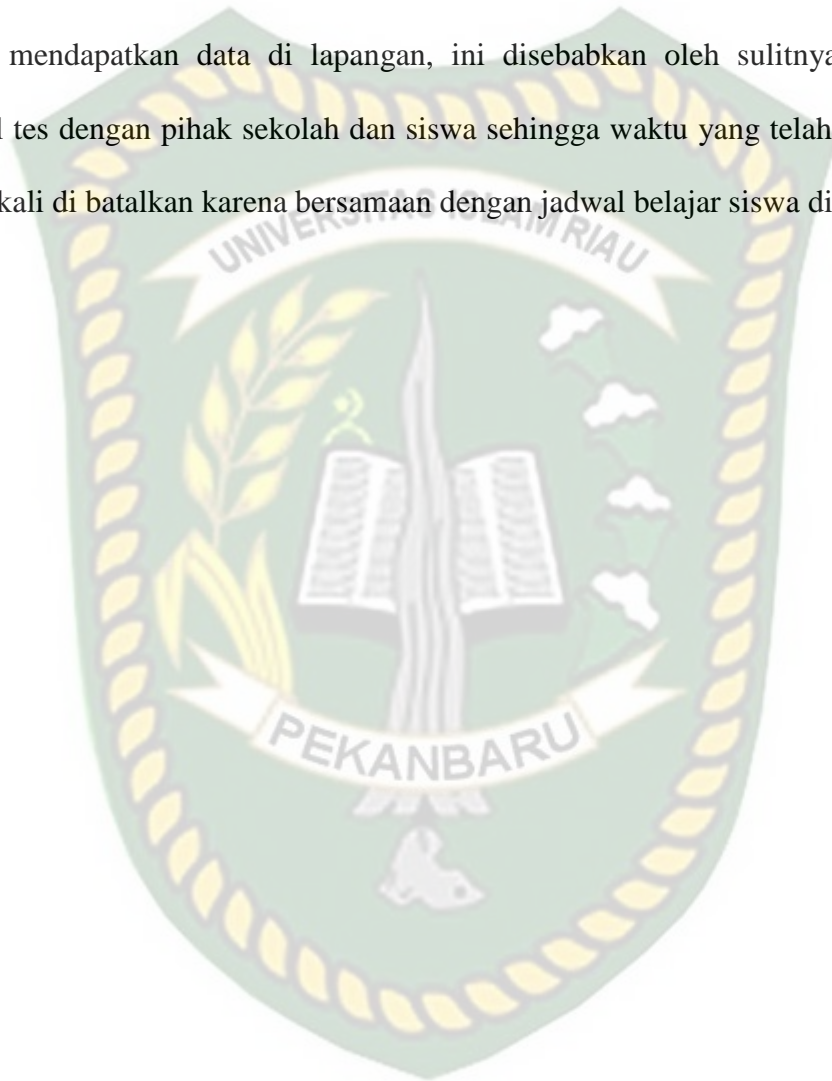 mendapatkan data di lapangan, ini disebabkan oleh sulitnya
tes dengan pihak sekolah dan siswa sehingga waktu yang telah
kali di batalkan karena bersamaan dengan jadwal belajar siswa di
UNIVERSITAS ISLAM RIAU
PEKANBARU